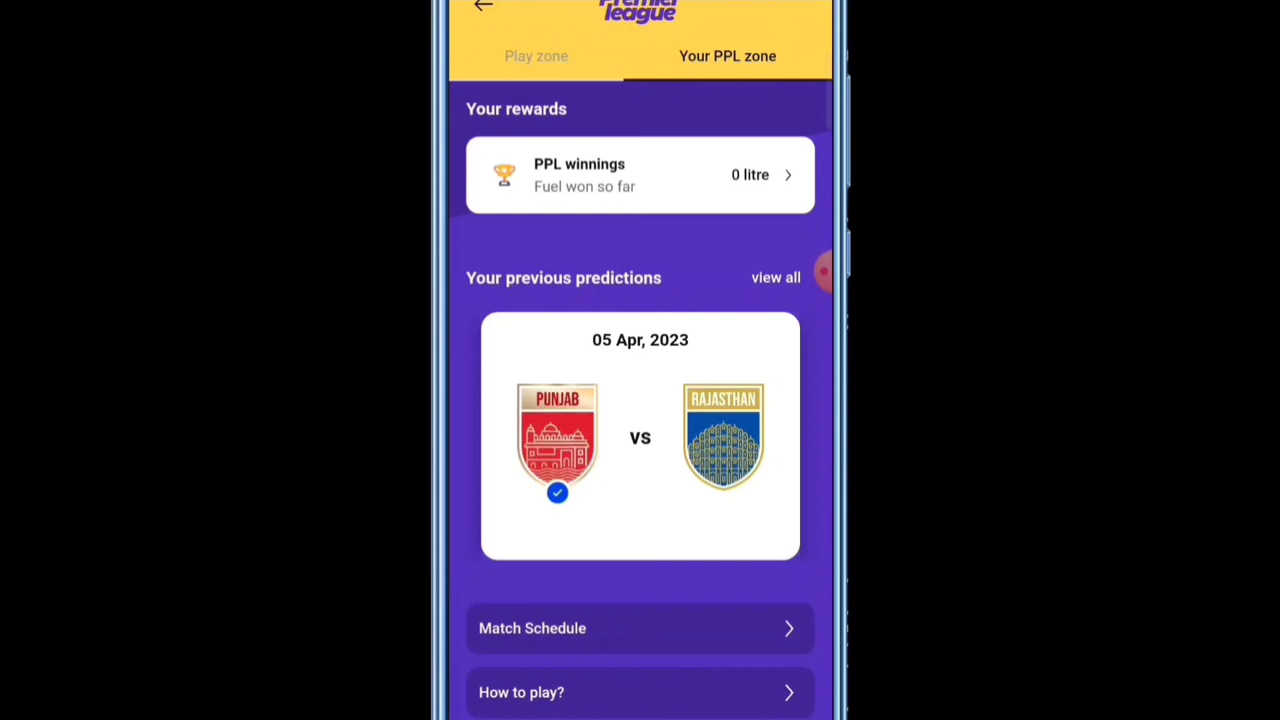 Premier
league
Play zone
Your PPL zone
Your rewards
PPL winnings
Fuel won so far
0 litre
Your previous predictions
view all
05 Apr, 2023
PUNJAB
RAJASTHAN
vs
Match Schedule
How to play?